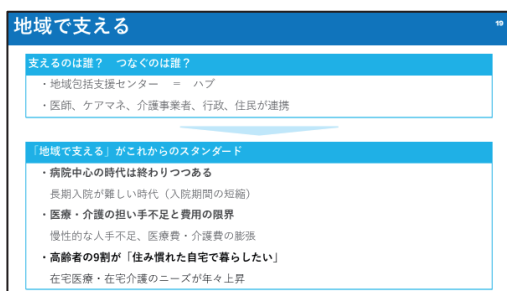 地域で支える
19
支えるのは誰？　つなぐのは誰？
・地域包括支援センター　＝　ハブ
・医師、ケアマネ、介護事業者、行政、住民が連携
「地域で支える」がこれからのスタンダード
・病院中心の時代は終わりつつある
長期入院が難しい時代（入院期間の短縮）
・医療・介護の担い手不足と費用の限界
慢性的な人手不足、医療費・介護費の膨張
・高齢者の9割が「住み慣れた自宅で暮らしたい」
在宅医療・在宅介護のニーズが年々上昇